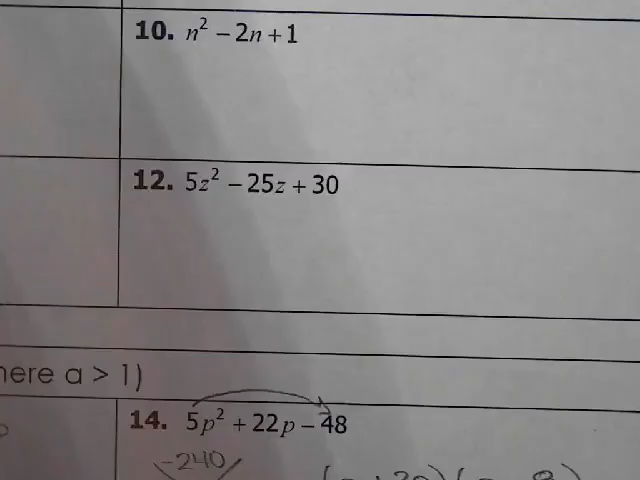 10. n² – 2n + 1
12. 5z² – 25z + 30
here a > 1)
14. 5p² + 22p – 48
-240